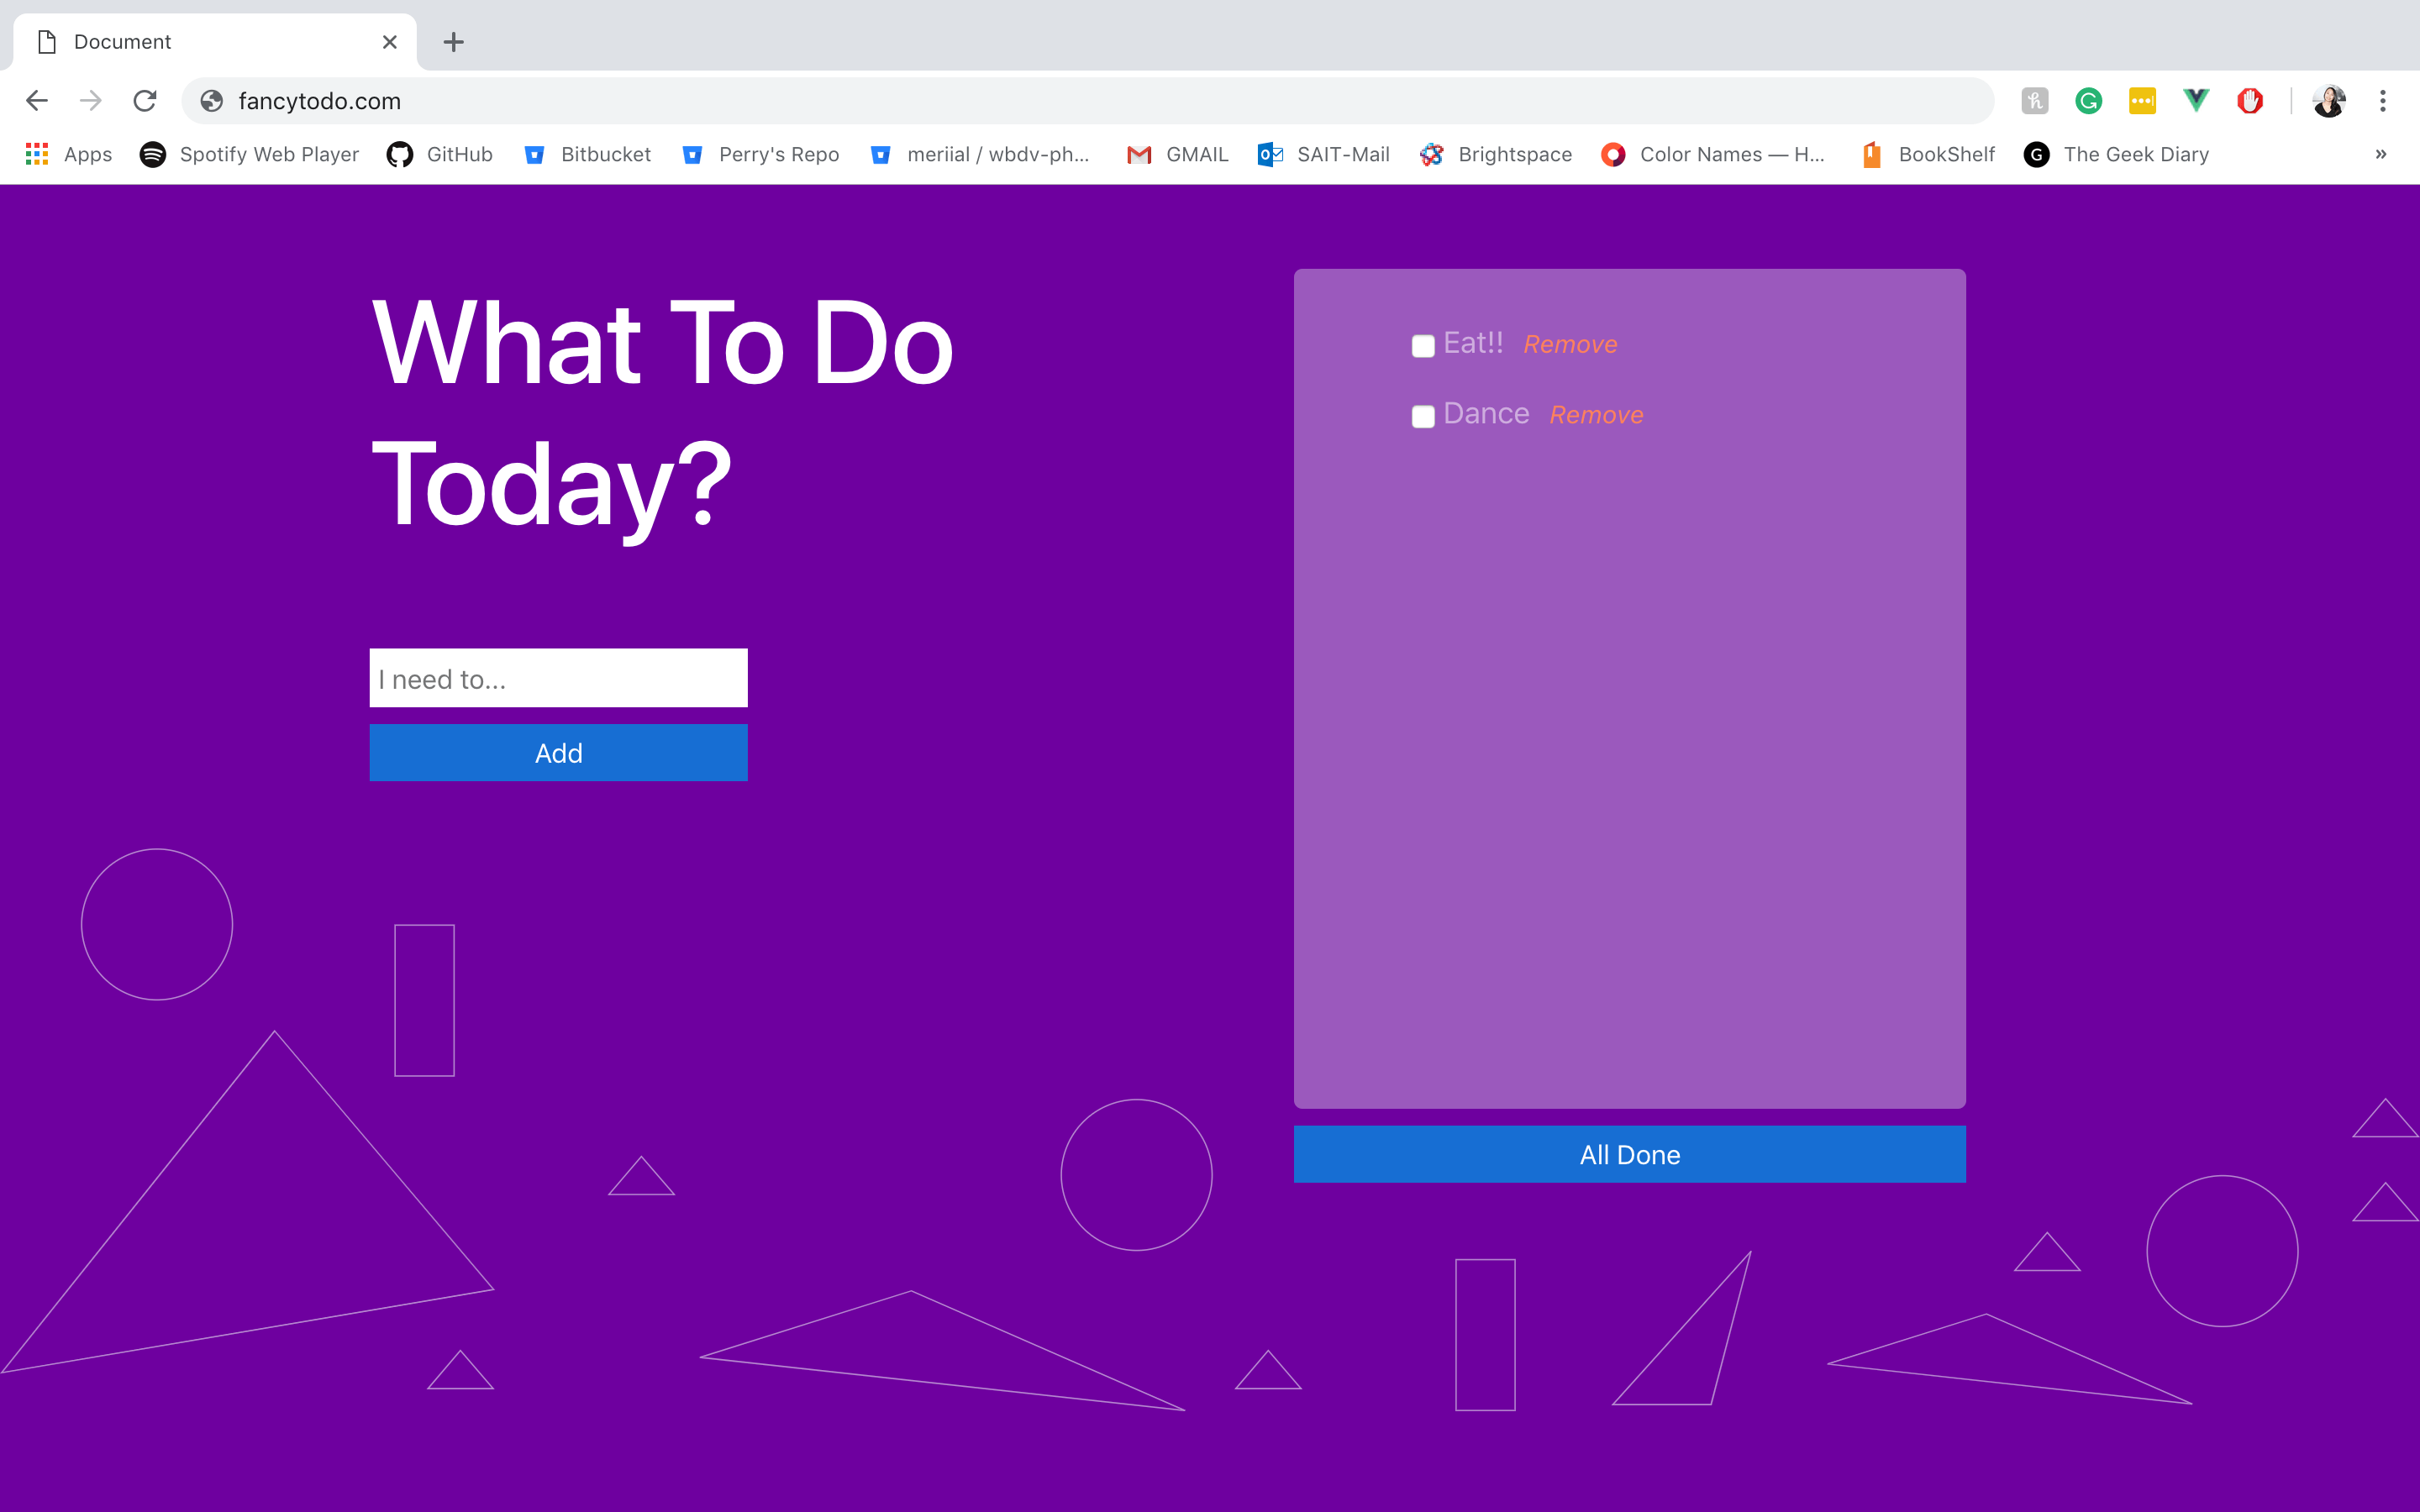 Document
fancytodo.com
Apps Spotify Web Player GitHub Bitbucket Perry's Repo meriial / wbdv-ph... GMAIL SAIT-Mail Brightspace Color Names — H... BookShelf The Geek Diary »
What To Do
Today?
I need to...
Add
Eat!! Remove
Dance Remove
All Done